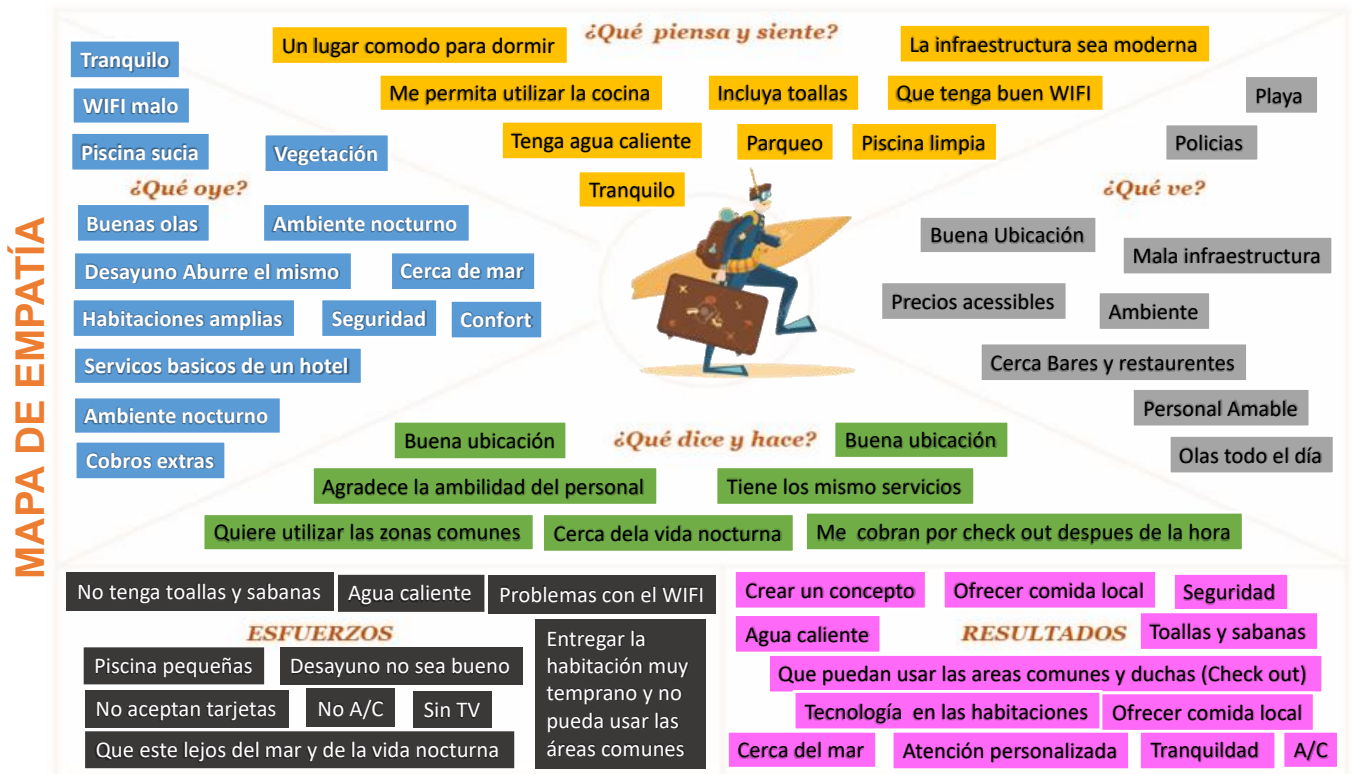 MAPA DE EMPATÍA
¿Qué piensa y siente?
Un lugar comodo para dormir
La infraestructura sea moderna
Me permita utilizar la cocina
Incluya toallas
Que tenga buen WIFI
Tenga agua caliente
Parqueo
Piscina limpia
Tranquilo
Tranquilo
WIFI malo
Piscina sucia
Vegetación
¿Qué oye?
Buenas olas
Ambiente nocturno
Desayuno Aburre el mismo
Cerca de mar
Habitaciones amplias
Seguridad
Confort
Servicos basicos de un hotel
Ambiente nocturno
Cobros extras
Playa
Policias
¿Qué ve?
Buena Ubicación
Mala infraestructura
Precios acessibles
Ambiente
Cerca Bares y restaurentes
Personal Amable
Olas todo el día
Buena ubicación
¿Qué dice y hace?
Buena ubicación
Agradece la ambilidad del personal
Tiene los mismo servicios
Quiere utilizar las zonas comunes
Cerca dela vida nocturna
Me cobran por check out despues de la hora
No tenga toallas y sabanas
Agua caliente
Problemas con el WIFI
ESFUERZOS
Piscina pequeñas
Desayuno no sea bueno
No aceptan tarjetas
No A/C
Sin TV
Que este lejos del mar y de la vida nocturna
Entregar la
habitación muy
temprano y no
pueda usar las
áreas comunes
Crear un concepto
Ofrecer comida local
Seguridad
Agua caliente
RESULTADOS
Toallas y sabanas
Que puedan usar las areas comunes y duchas (Check out)
Tecnología en las habitaciones
Ofrecer comida local
Cerca del mar
Atención personalizada
Tranquildad
A/C